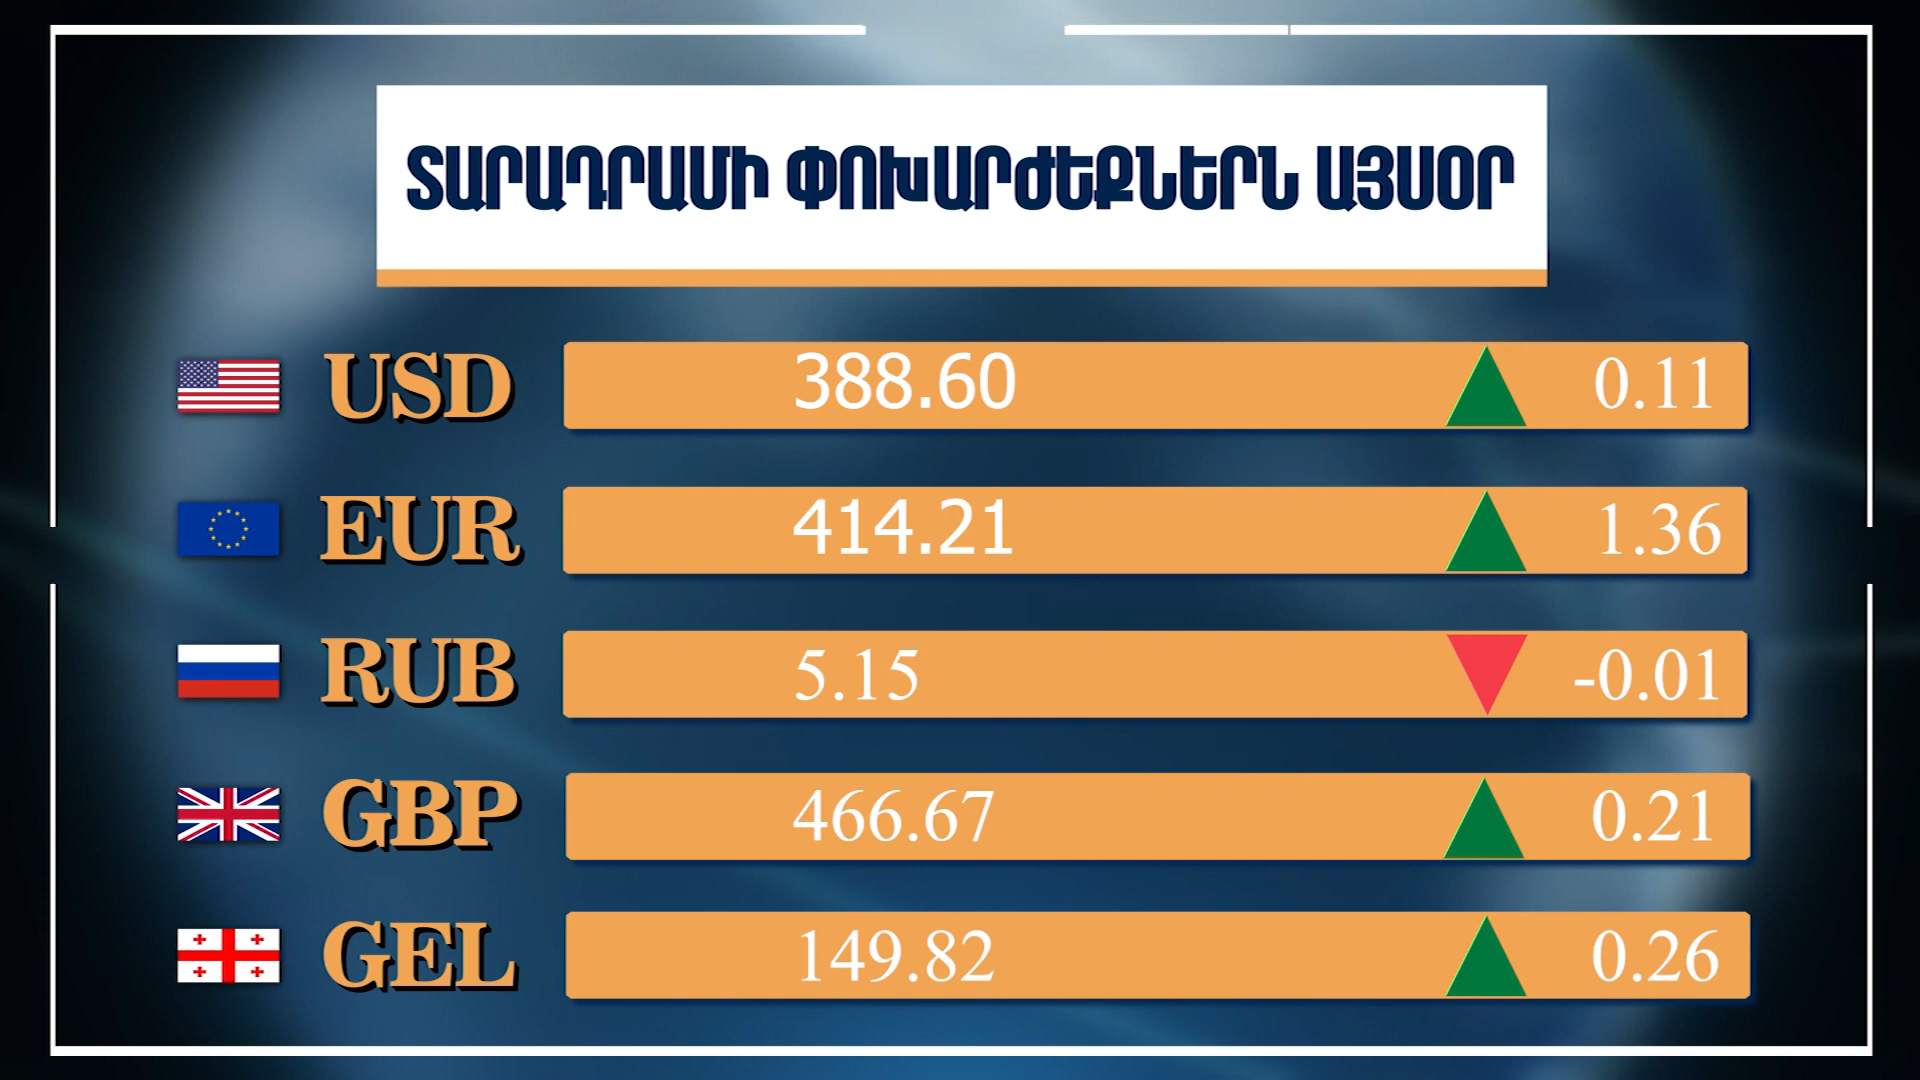 ՏԱՐԱԴՐԱՄԻ ՓՈԽԱՐԺԵՔՆԵՐՆ ԱՅՍՕՐ
USD 388.60 0.11
EUR 414.21 1.36
RUB 5.15 -0.01
GBP 466.67 0.21
GEL 149.82 0.26